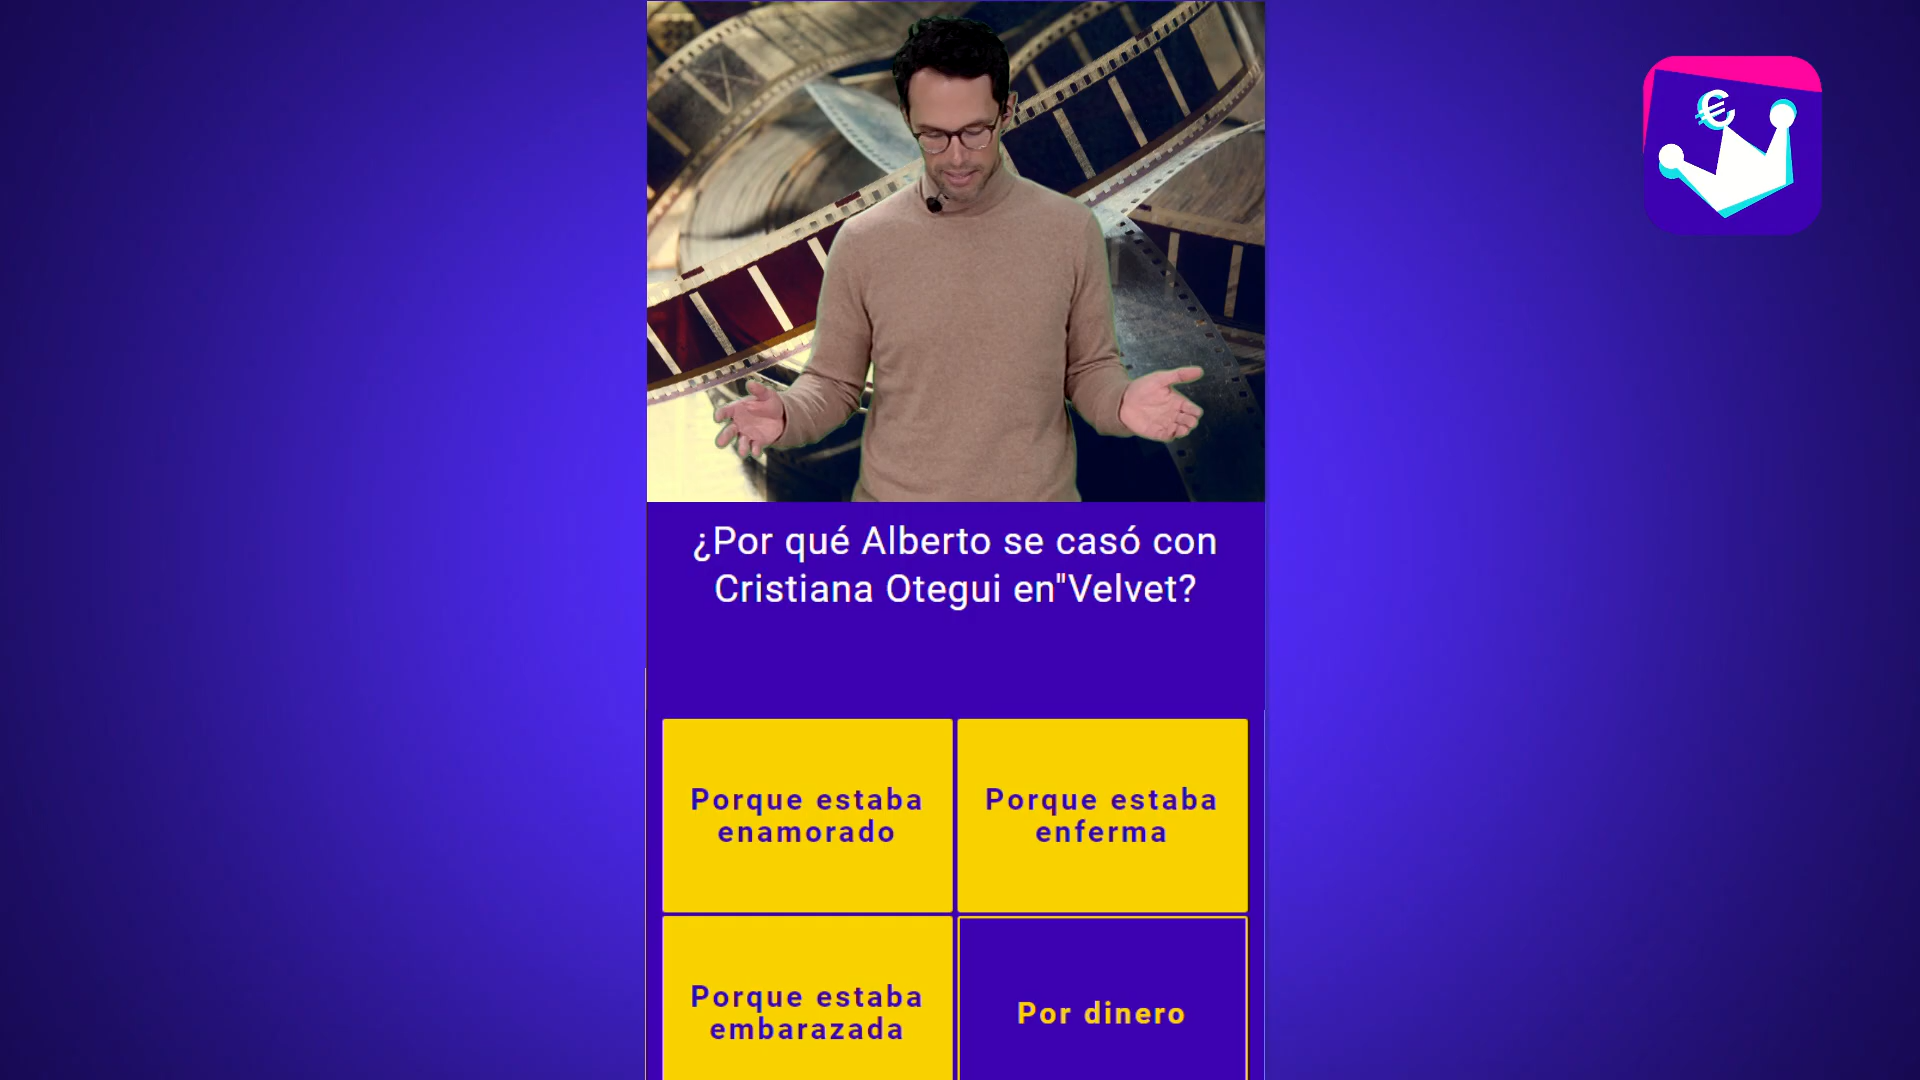 €
¿Por qué Alberto se casó con
Cristiana Otegui en"Velvet?
Porque estaba
enamorado
Porque estaba
enferma
Porque estaba
embarazada
Por dinero